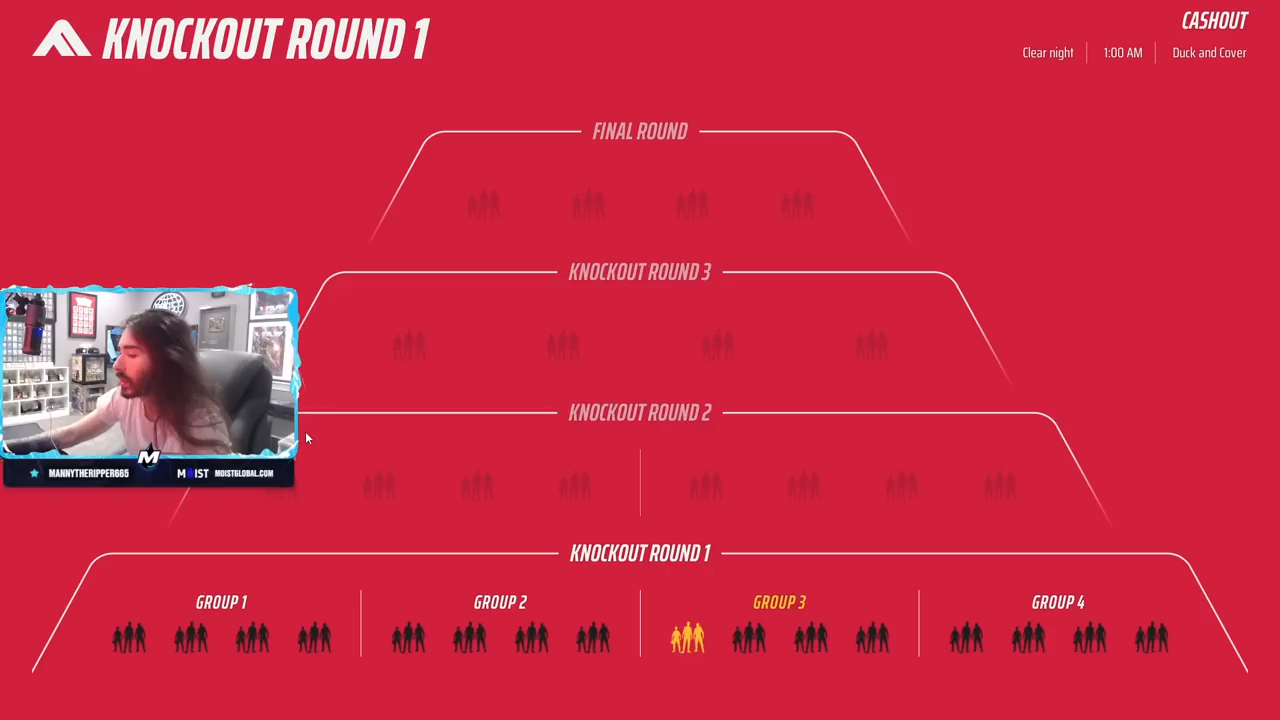 KNOCKOUT ROUND 1
CASHOUT
Clear night
1:00 AM
Duck and Cover
FINAL ROUND
KNOCKOUT ROUND 3
KNOCKOUT ROUND 2
M
MANNYTHERIPPER665
MOIST
MOISTGLOBAL.COM
KNOCKOUT ROUND 1
GROUP 1
GROUP 2
GROUP 3
GROUP 4